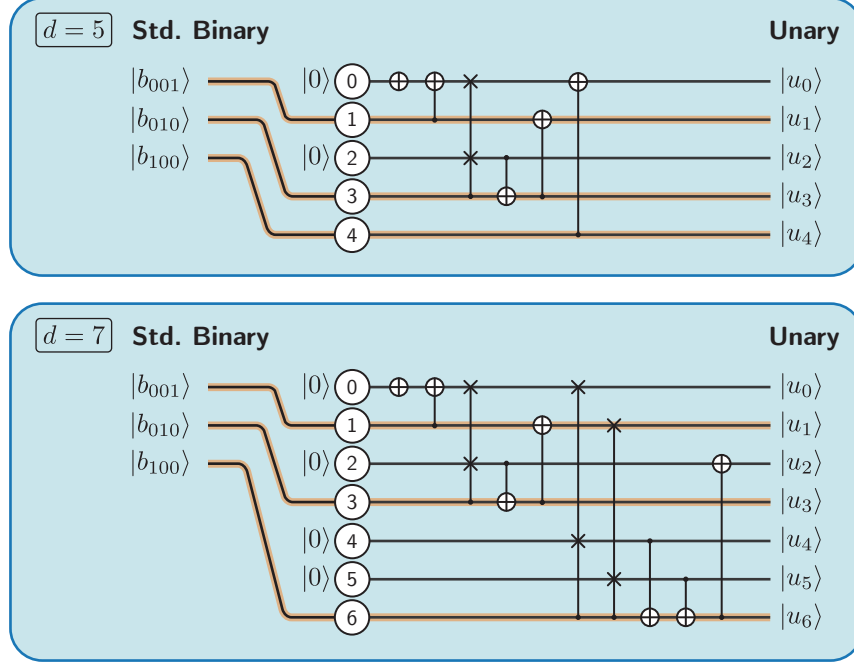 d = 5 Std. Binary Unary
|b₀₀₁⟩ |0⟩ 0 |u₀⟩
|b₀₁₀⟩ 1 |u₁⟩
|b₁₀₀⟩ |0⟩ 2 |u₂⟩
3 |u₃⟩
4 |u₄⟩
d = 7 Std. Binary Unary
|b₀₀₁⟩ |0⟩ 0 |u₀⟩
|b₀₁₀⟩ 1 |u₁⟩
|b₁₀₀⟩ |0⟩ 2 |u₂⟩
3 |u₃⟩
|0⟩ 4 |u₄⟩
|0⟩ 5 |u₅⟩
6 |u₆⟩